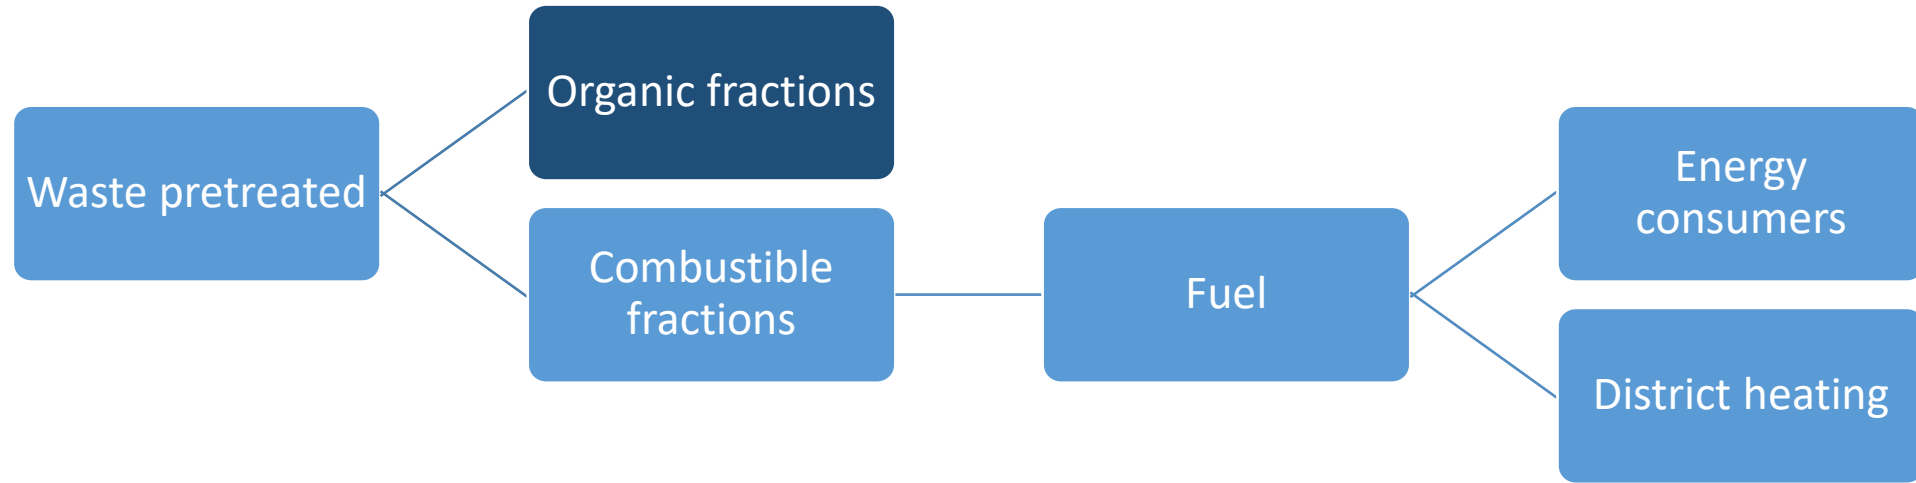 Waste pretreated
Organic fractions
Combustible
fractions
Fuel
Energy
consumers
District heating